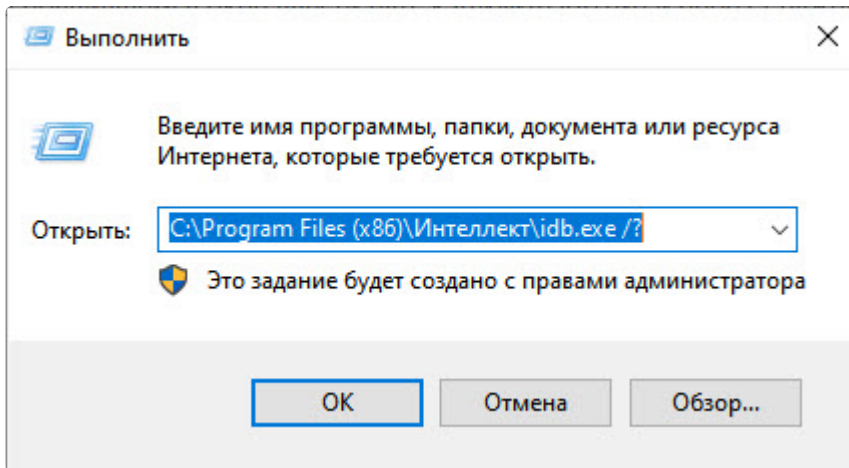 Выполнить
Введите имя программы, папки, документа или ресурса
Интернета, которые требуется открыть.
Открыть: C:\Program Files (x86)\Интеллект\idb.exe /?
Это задание будет создано с правами администратора
ОК Отмена Обзор...